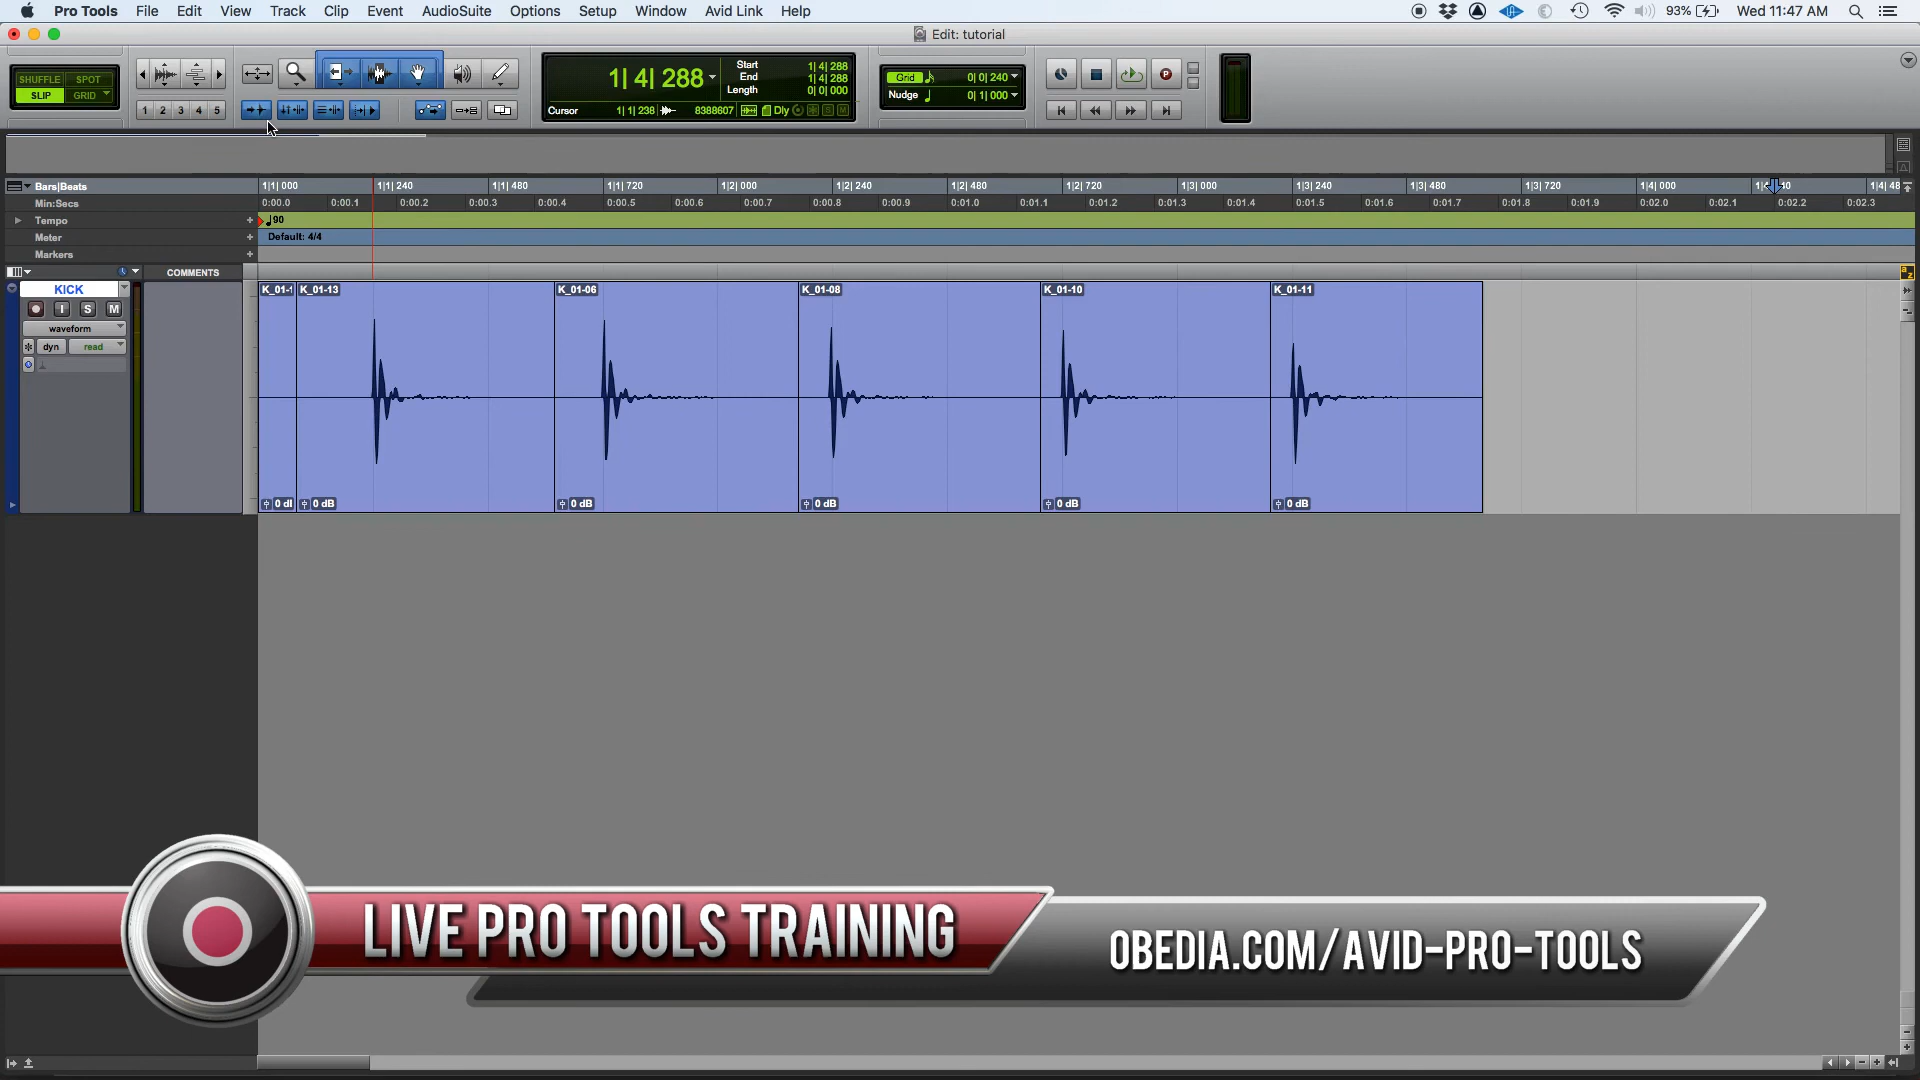 Pro Tools File Edit View Track Clip Event AudioSuite Options Setup Window Avid Link Help 93% Wed 11:47 AM
Edit: tutorial
SHUFFLE SPOT
SLIP GRID
1 2 3 4 5
1| 4| 288
Start 1| 4| 288
End 1| 4| 288
Length 0| 0| 000
Cursor 1| 1| 238 8388607 Dly
Grid 0| 0| 240
Nudge 0| 1| 000
Bars|Beats 1|1| 000 1|1| 240 1|1| 480 1|1| 720 1|2| 000 1|2| 240 1|2| 480 1|2| 720 1|3| 000 1|3| 240 1|3| 480 1|3| 720 1|4| 000 1|4| 48
Min:Secs 0:00.0 0:00.1 0:00.2 0:00.3 0:00.4 0:00.5 0:00.6 0:00.7 0:00.8 0:00.9 0:01.0 0:01.1 0:01.2 0:01.3 0:01.4 0:01.5 0:01.6 0:01.7 0:01.8 0:01.9 0:02.0 0:02.1 0:02.2 0:02.3
Tempo + 90
Meter + Default: 4/4
Markers +
COMMENTS
KICK K_01-1 K_01-13 K_01-06 K_01-08 K_01-10 K_01-11
I S M
waveform
dyn read
0 dB 0 dB 0 dB 0 dB 0 dB
LIVE PRO TOOLS TRAINING
OBEDIA.COM/AVID-PRO-TOOLS